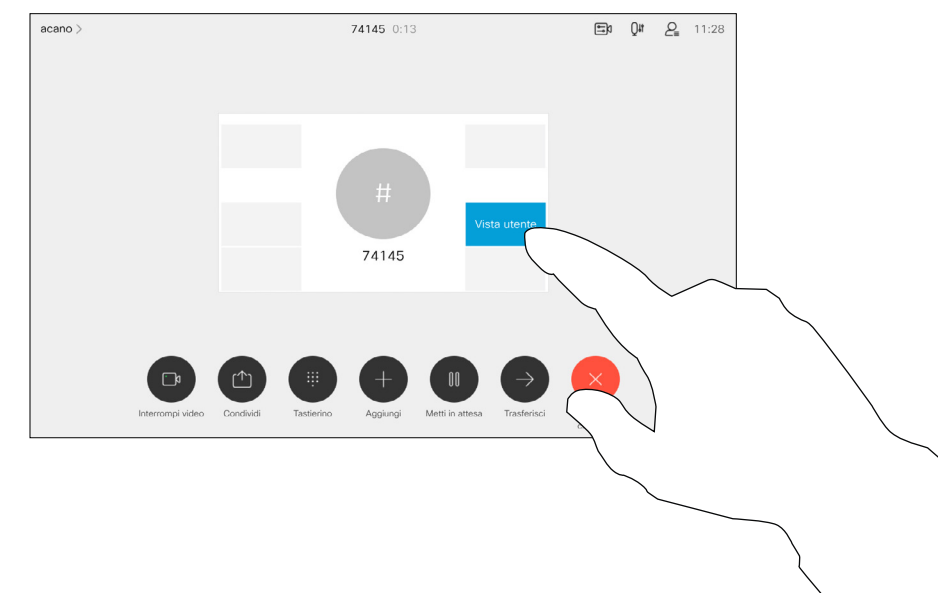 acano
74145 0:13
11:28
#
Vista utente
74145
Interrompi video
Condividi
Tastierino
Aggiungi
Metti in attesa
Trasferisci